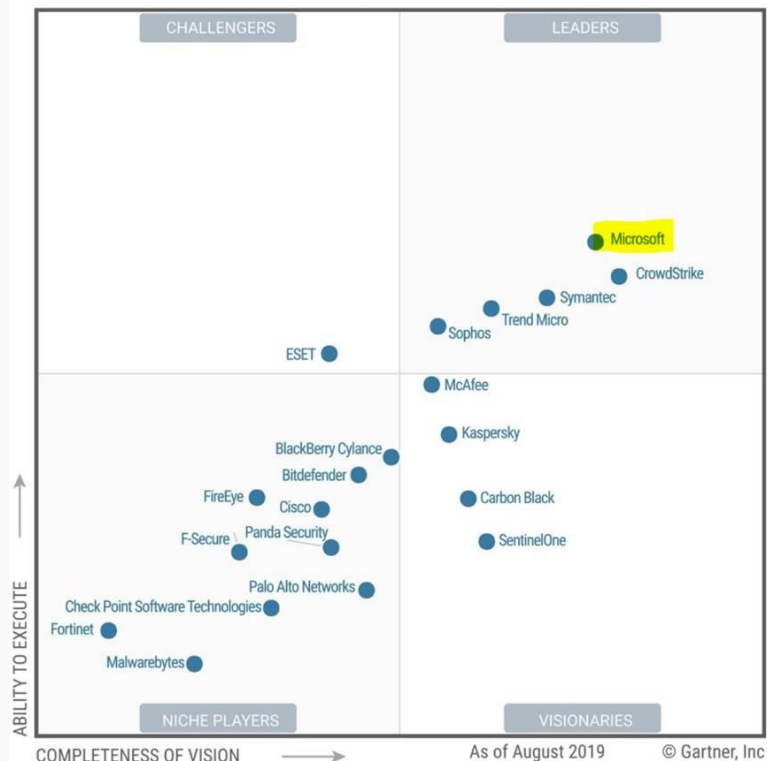 CHALLENGERS
LEADERS
Microsoft
CrowdStrike
Symantec
Trend Micro
Sophos
ESET
McAfee
Kaspersky
BlackBerry Cylance
Bitdefender
FireEye
Cisco
Carbon Black
F-Secure
Panda Security
SentinelOne
Palo Alto Networks
Check Point Software Technologies
Fortinet
Malwarebytes
ABILITY TO EXECUTE
NICHE PLAYERS
VISIONARIES
COMPLETENESS OF VISION
As of August 2019
© Gartner, Inc